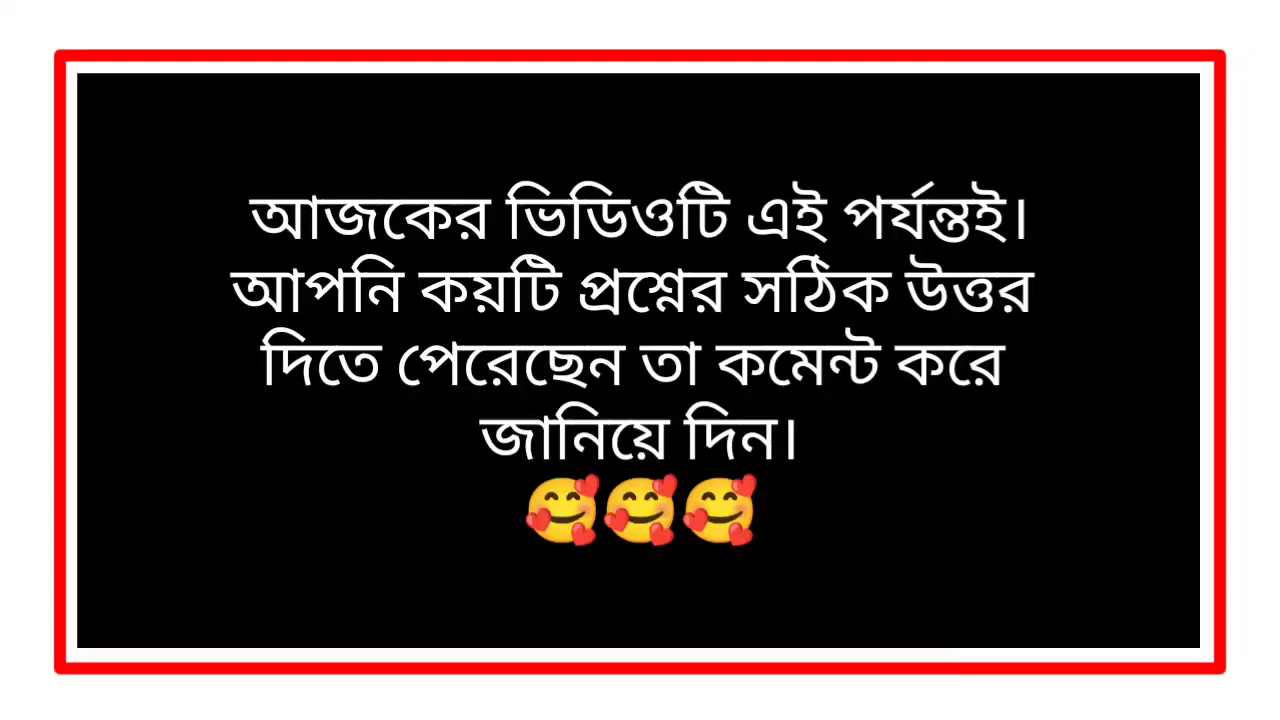 আজকের ভিডিওটি এই পর্যন্তই।
আপনি কয়টি প্রশ্নের সঠিক উত্তর
দিতে পেরেছেন তা কমেন্ট করে
জানিয়ে দিন।
🥰🥰🥰